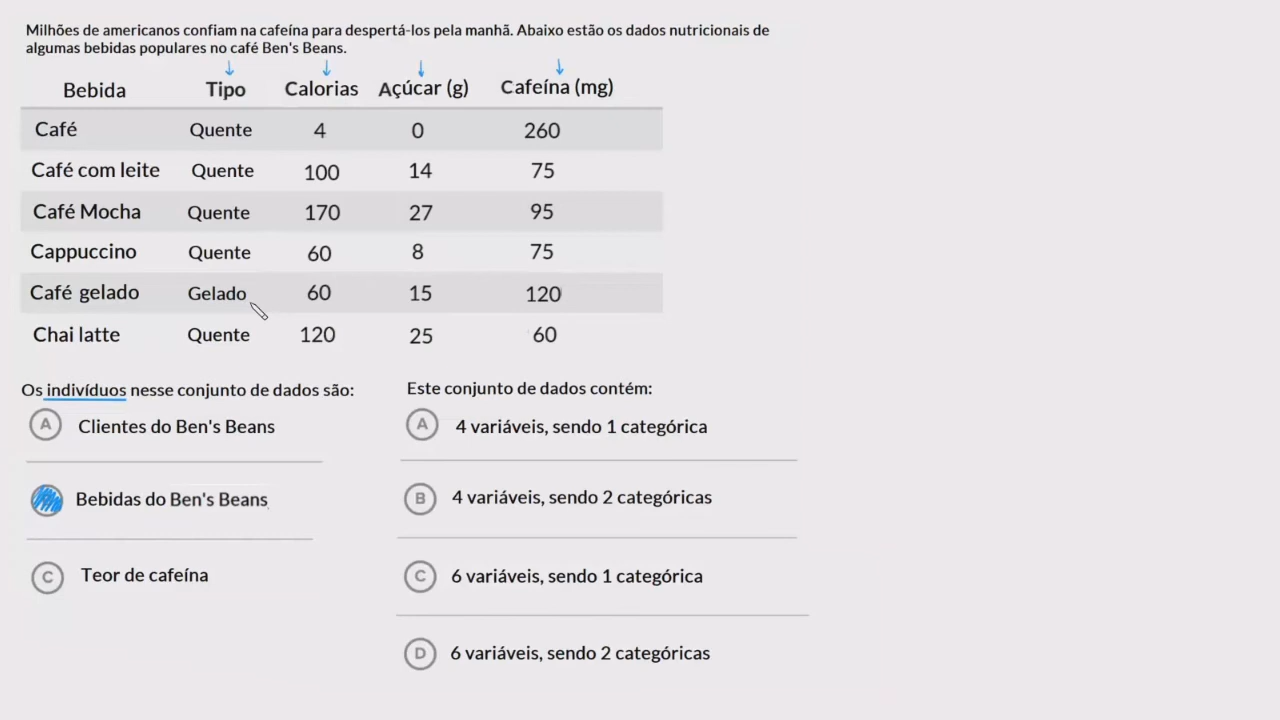 Milhões de americanos confiam na cafeína para despertá-los pela manhã. Abaixo estão os dados nutricionais de
algumas bebidas populares no café Ben's Beans.
Bebida Tipo Calorias Açúcar (g) Cafeína (mg)
Café Quente 4 0 260
Café com leite Quente 100 14 75
Café Mocha Quente 170 27 95
Cappuccino Quente 60 8 75
Café gelado Gelado 60 15 120
Chai latte Quente 120 25 60
Os indivíduos nesse conjunto de dados são:
A Clientes do Ben's Beans
Bebidas do Ben's Beans
C Teor de cafeína
Este conjunto de dados contém:
A 4 variáveis, sendo 1 categórica
B 4 variáveis, sendo 2 categóricas
C 6 variáveis, sendo 1 categórica
D 6 variáveis, sendo 2 categóricas